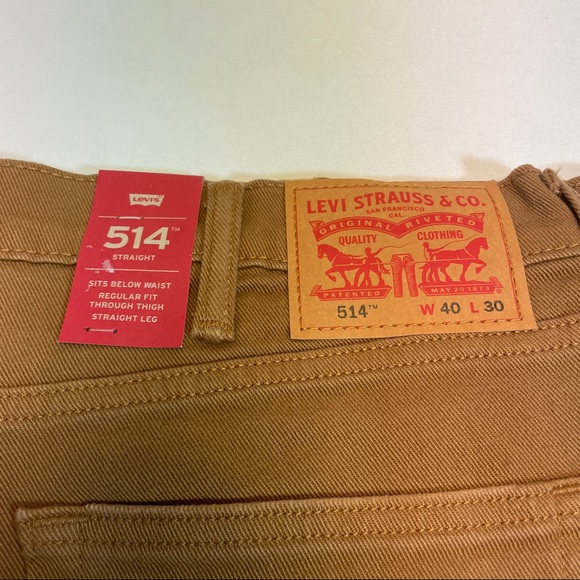 Levi's
514™
STRAIGHT
SITS BELOW WAIST
REGULAR FIT
THROUGH THIGH
STRAIGHT LEG
LEVI STRAUSS & CO.
SAN FRANCISCO
CAL.
ORIGINAL RIVETED
QUALITY CLOTHING
PATENTED MAY 20 1873
514™ W 40 L 30